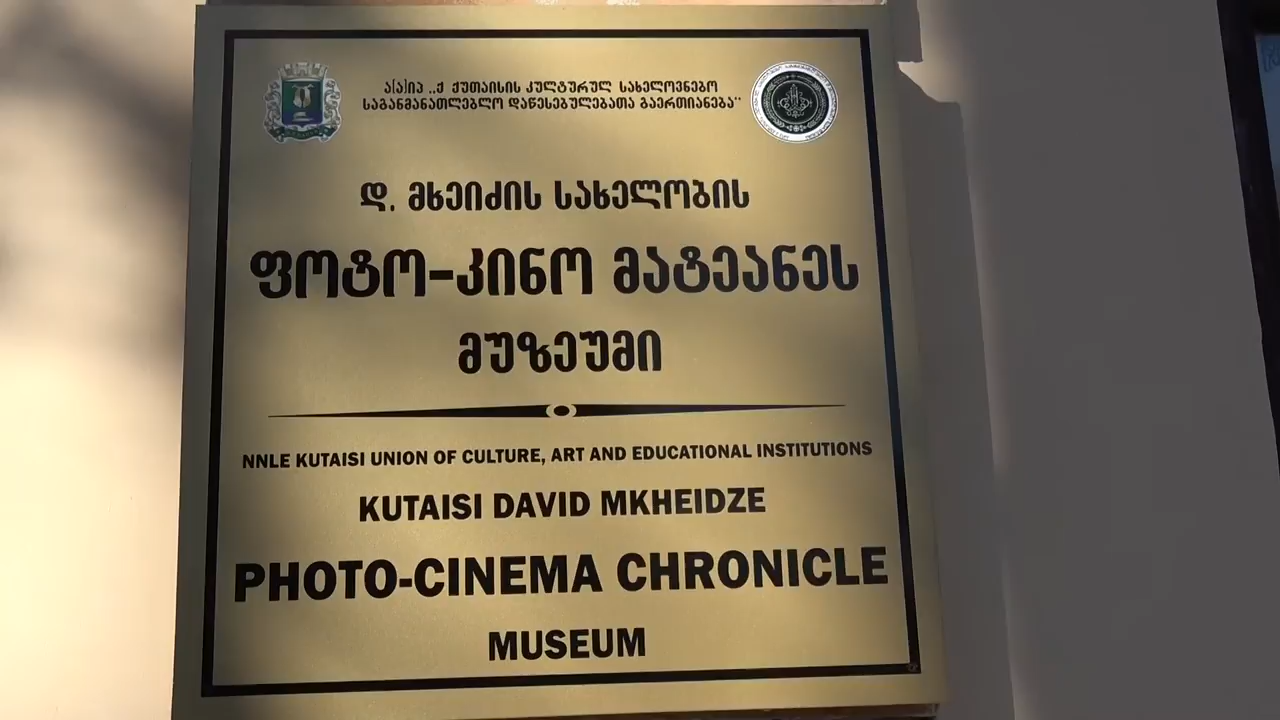 ა(ა)იპ ,,ქ ქუთაისის კულტურულ სახელოვნებო
საგანმანათლებლო დაწესებულებათა გაერთიანება"
დ. მხეიძის სახელობის
ფოტო-კინო მატეანეს
მუზეუმი
NNLE KUTAISI UNION OF CULTURE, ART AND EDUCATIONAL INSTITUTIONS
KUTAISI DAVID MKHEIDZE
PHOTO-CINEMA CHRONICLE
MUSEUM